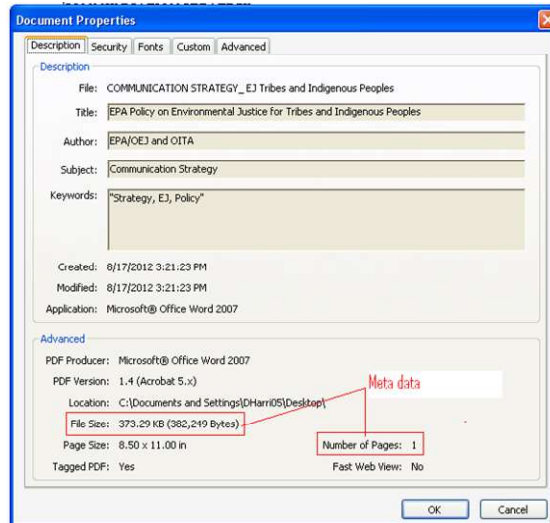 Document Properties
Description Security Fonts Custom Advanced
Description
File: COMMUNICATION STRATEGY_ EJ Tribes and Indigenous Peoples
Title: EPA Policy on Environmental Justice for Tribes and Indigenous Peoples
Author: EPA/OEJ and OITA
Subject: Communication Strategy
Keywords: "Strategy, EJ, Policy"
Created: 8/17/2012 3:21:23 PM
Modified: 8/17/2012 3:21:23 PM
Application: Microsoft® Office Word 2007
Advanced
PDF Producer: Microsoft® Office Word 2007
PDF Version: 1.4 (Acrobat 5.x)
Meta data
Location: C:\Documents and Settings\DHarri05\Desktop\
File Size: 373.29 KB (382,249 Bytes)
Page Size: 8.50 x 11.00 in Number of Pages: 1
Tagged PDF: Yes Fast Web View: No
OK Cancel